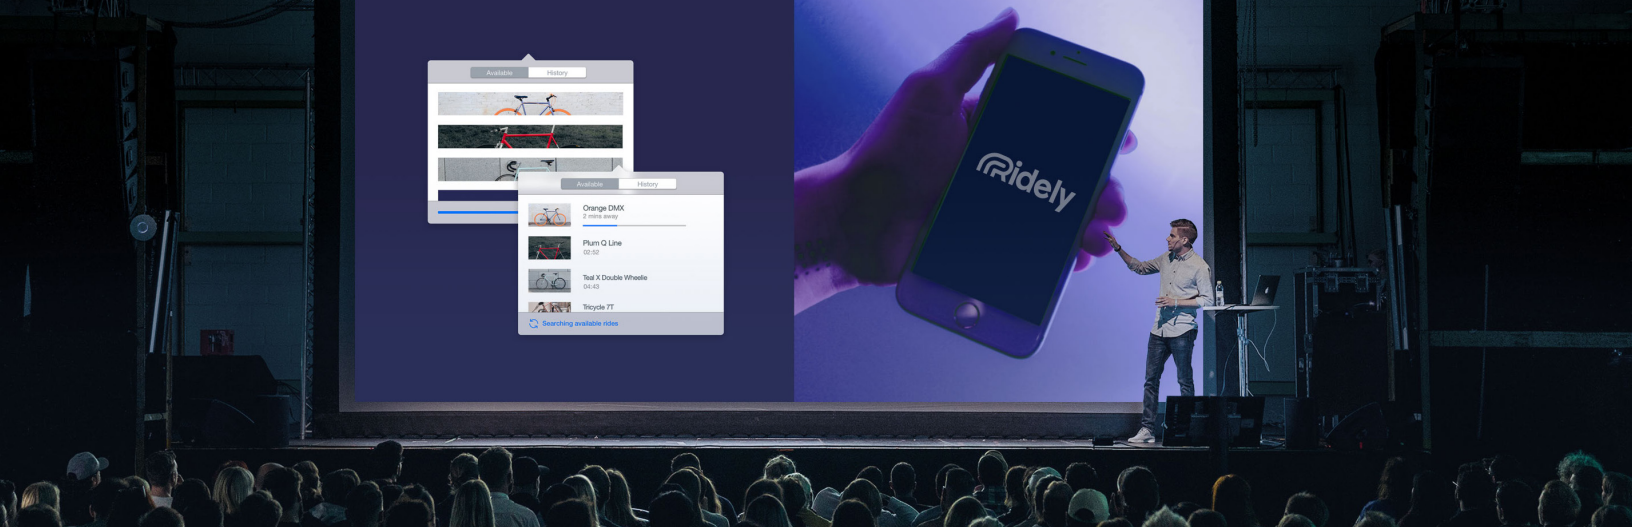 Available History
Available History
Orange DMX
2 mins away
Plum Q Line
02:52
Teal X Double Wheelie
04:43
Tricycle 7T
Searching available rides
Ridely